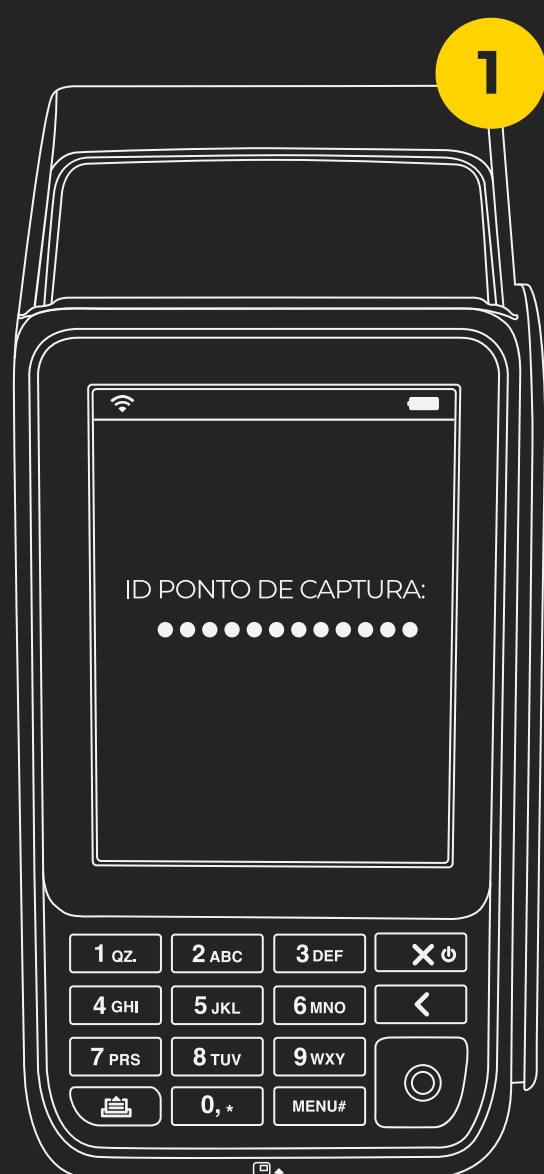 1
ID PONTO DE CAPTURA:
1 QZ. 2 ABC 3 DEF
4 GHI 5 JKL 6 MNO
7 PRS 8 TUV 9 WXY
0, * MENU#